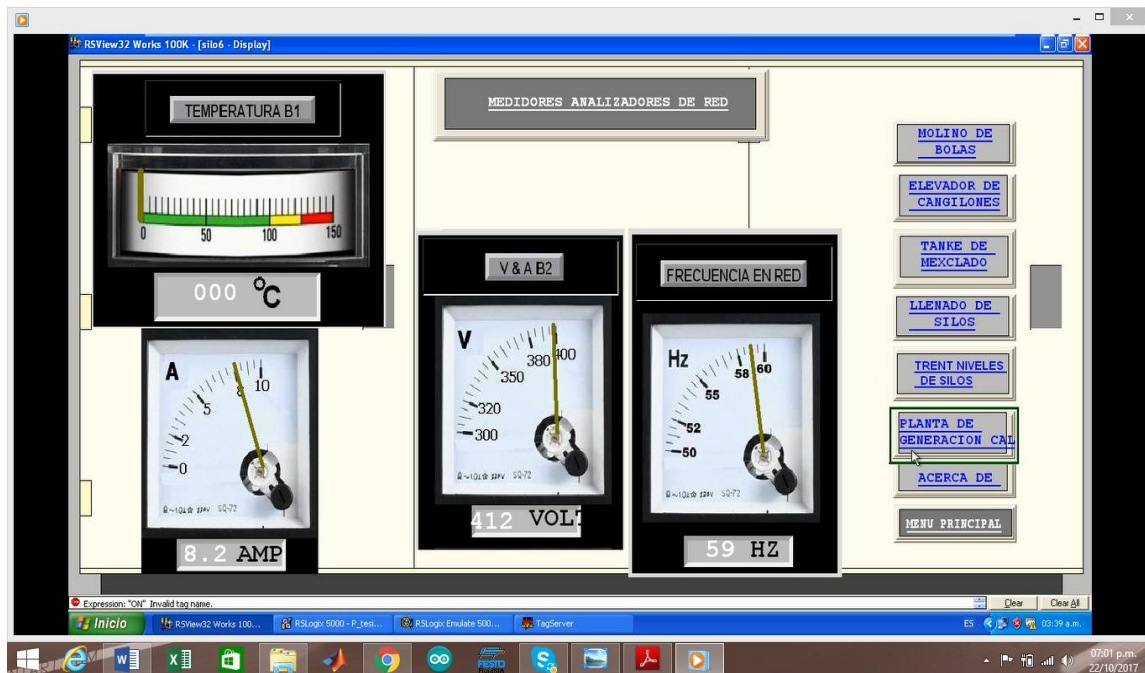 RSView32 Works 100K - [silo6 - Display]
TEMPERATURA B1
0 50 100 150
000 °C
MEDIDORES ANALIZADORES DE RED
A
0 2 5 8 10
8.2 AMP
V & A B2
V
300 320 350 380 400
412 VOLT
FRECUENCIA EN RED
Hz
50 52 55 58 60
59 HZ
MOLINO DE
BOLAS
ELEVADOR DE
CANGILONES
TANKE DE
MEXCLADO
LLENADO DE
SILOS
TRENT NIVELES
DE SILOS
PLANTA DE
GENERACION CAL
ACERCA DE
MENU PRINCIPAL
Expression: "ON" Invalid tag name.
Clear
Clear All
Inicio
RSView32 Works 100...
RSLogix 5000 - P_tesi...
RSLogix Emulate 500...
TagServer
ES
03:39 a.m.
FESTO
07:01 p.m.
22/10/2017